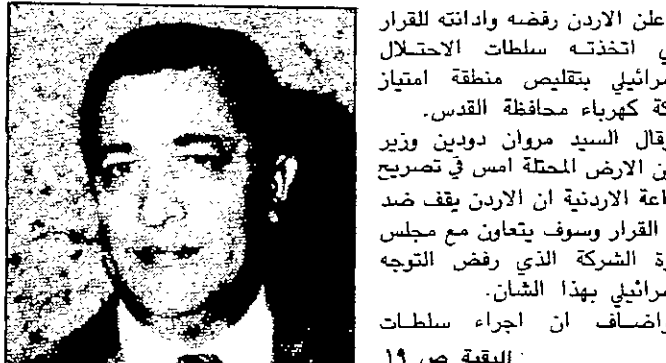 علن الاردن رفضه وادانته للقرار
ي اتخذته سلطات الاحتلال
سرائيلي بتقليص منطقة امتياز
كة كهرباء محافظة القدس.
وقال السيد مروان دودين وزير
ن الارض المحتلة امس في تصريح
اعة الاردنية ان الاردن يقف ضد
القرار وسوف يتعاون مع مجلس
رة الشركة الذي رفض التوجه
سرائيلي بهذا الشان.
واضاف ان اجراء سلطات
البقية ص ١٩